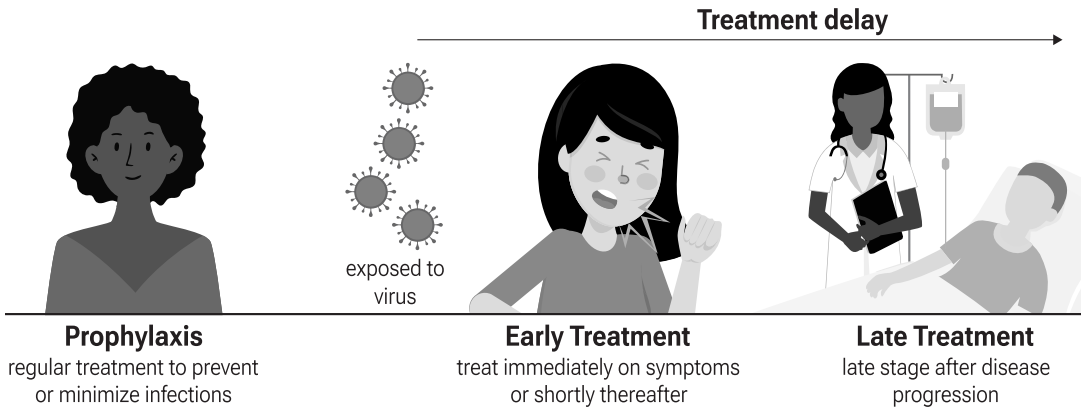 Treatment delay
exposed to
virus
Prophylaxis
regular treatment to prevent
or minimize infections
Early Treatment
treat immediately on symptoms
or shortly thereafter
Late Treatment
late stage after disease
progression